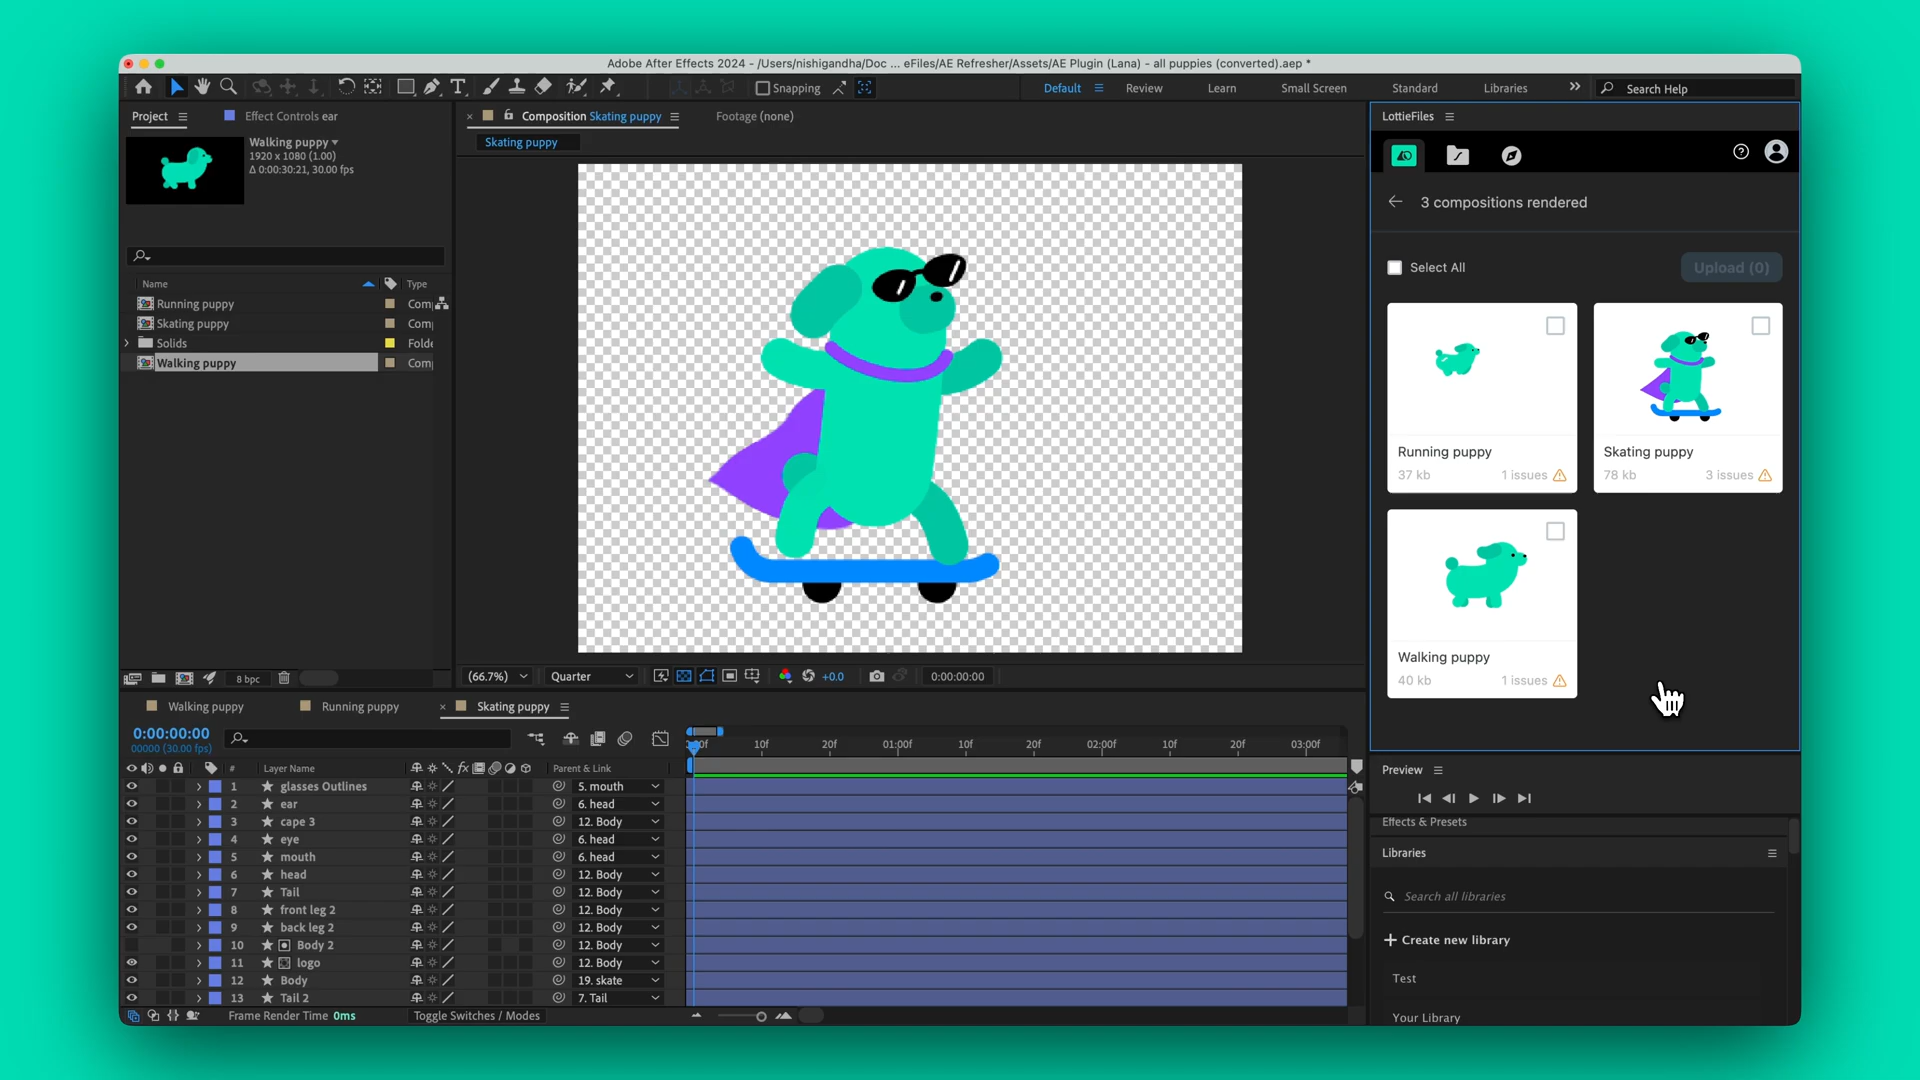 Adobe After Effects 2024 - /Users/nishigandha/Doc ... eFiles/AE Refresher/Assets/AE Plugin (Lana) - all puppies (converted).aep *
T
Snapping
Default
Review
Learn
Small Screen
Standard
Libraries
Search Help
Project
Effect Controls ear
Composition Skating puppy
Footage (none)
LottieFiles
Walking puppy
1920 x 1080 (1.00)
Δ 0:00:30:21, 30.00 fps
Skating puppy
3 compositions rendered
Select All
Upload (0)
Name
Type
Running puppy
Com
Skating puppy
Com
Solids
Folde
Walking puppy
Com
Running puppy
37 kb
1 issues
Skating puppy
78 kb
3 issues
Walking puppy
40 kb
1 issues
8 bpc
(66.7%)
Quarter
+0.0
0:00:00:00
Walking puppy
Running puppy
Skating puppy
0:00:00:00
00000 (30.00 fps)
10f
20f
01:00f
10f
20f
02:00f
10f
20f
03:00f
#
Layer Name
fx
Parent & Link
1
glasses Outlines
5. mouth
2
ear
6. head
3
cape 3
12. Body
4
eye
6. head
5
mouth
6. head
6
head
12. Body
7
Tail
12. Body
8
front leg 2
12. Body
9
back leg 2
12. Body
10
Body 2
12. Body
11
logo
12. Body
12
Body
19. skate
13
Tail 2
7. Tail
Frame Render Time 0ms
Toggle Switches / Modes
Preview
Effects & Presets
Libraries
Search all libraries
Create new library
Test
Your Library